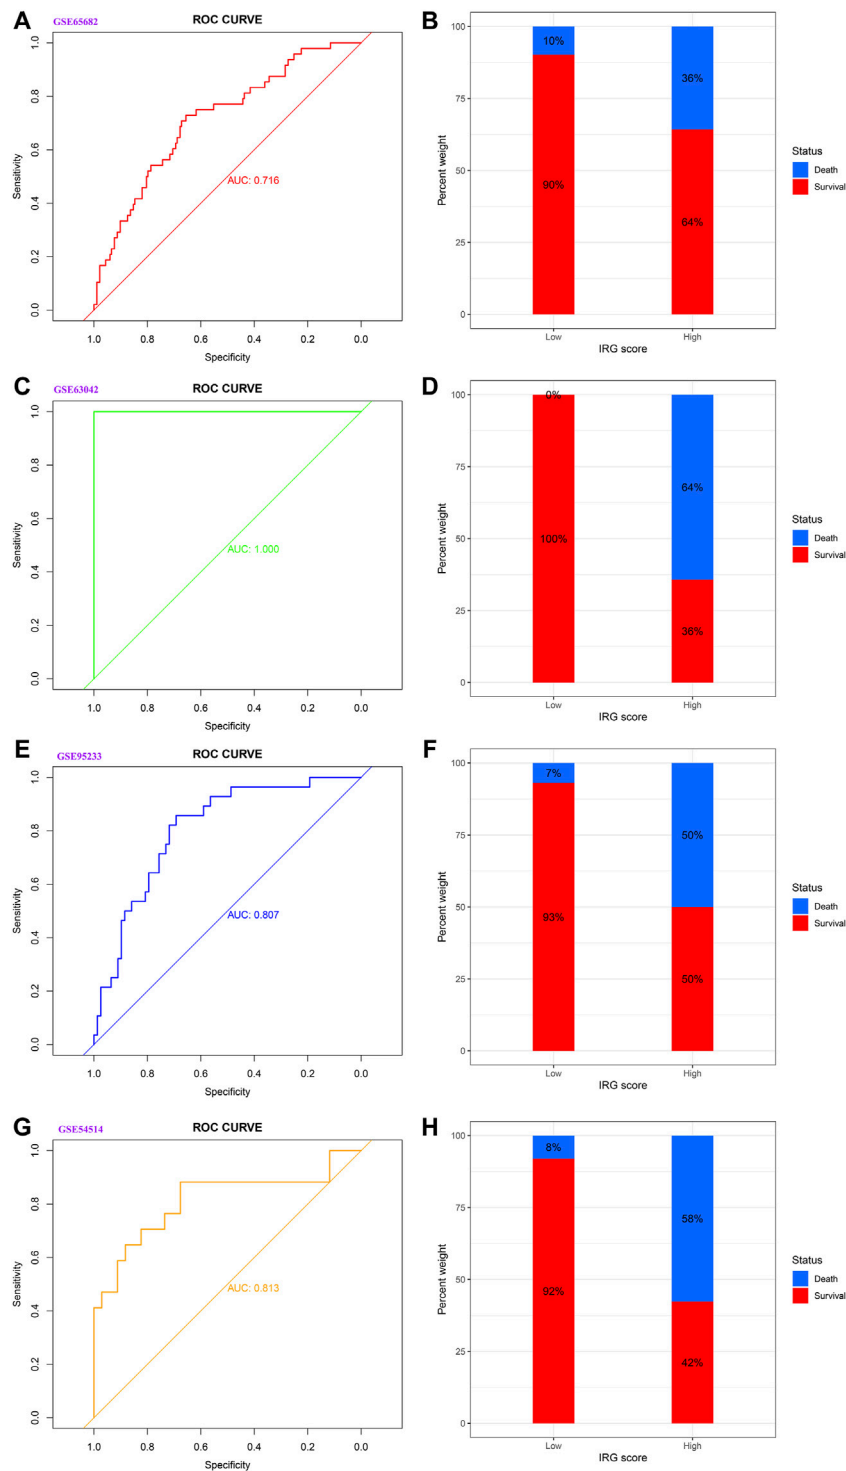 A
GSE65682
ROC CURVE
Sensitivity
1.0
0.8
0.6
0.4
0.2
0.0
AUC: 0.716
1.0 0.8 0.6 0.4 0.2 0.0
Specificity
B
Percent weight
100
75
50
25
0
10%
90%
36%
64%
Low High
IRG score
Status
Death
Survival
C
GSE63042
ROC CURVE
Sensitivity
1.0
0.8
0.6
0.4
0.2
0.0
AUC: 1.000
1.0 0.8 0.6 0.4 0.2 0.0
Specificity
D
Percent weight
100
75
50
25
0
0%
100%
64%
36%
Low High
IRG score
Status
Death
Survival
E
GSE95233
ROC CURVE
Sensitivity
1.0
0.8
0.6
0.4
0.2
0.0
AUC: 0.807
1.0 0.8 0.6 0.4 0.2 0.0
Specificity
F
Percent weight
100
75
50
25
0
7%
93%
50%
50%
Low High
IRG score
Status
Death
Survival
G
GSE54514
ROC CURVE
Sensitivity
1.0
0.8
0.6
0.4
0.2
0.0
AUC: 0.813
1.0 0.8 0.6 0.4 0.2 0.0
Specificity
H
Percent weight
100
75
50
25
0
8%
92%
58%
42%
Low High
IRG score
Status
Death
Survival